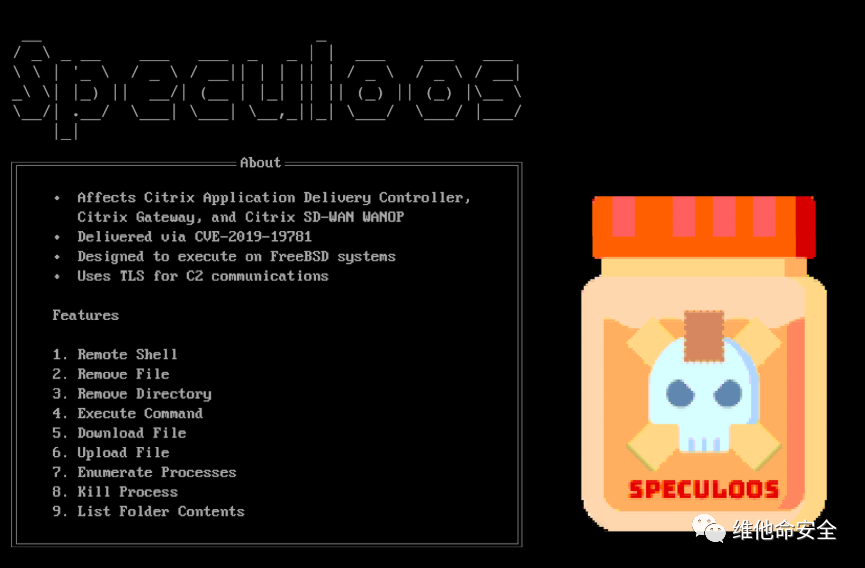 Speculoos
About
• Affects Citrix Application Delivery Controller,
Citrix Gateway, and Citrix SD-WAN WANOP
• Delivered via CVE-2019-19781
• Designed to execute on FreeBSD systems
• Uses TLS for C2 communications
Features
1. Remote Shell
2. Remove File
3. Remove Directory
4. Execute Command
5. Download File
6. Upload File
7. Enumerate Processes
8. Kill Process
9. List Folder Contents
SPECULOOS
维他命安全